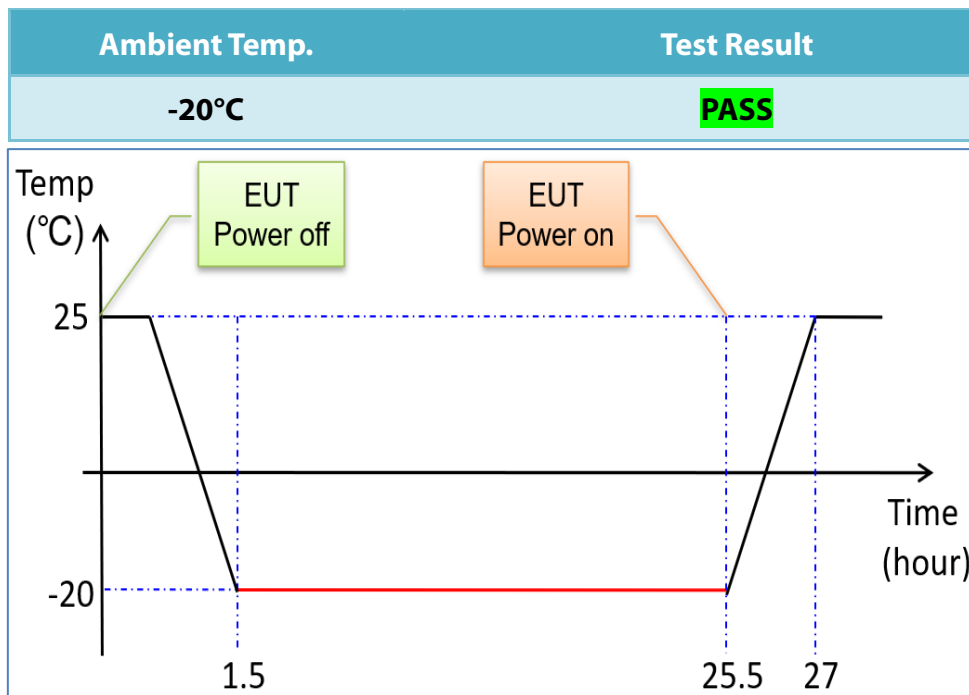 Ambient Temp. Test Result
-20°C PASS
Temp
(°C)
EUT
Power off
EUT
Power on
25
Time
(hour)
-20
1.5 25.5 27